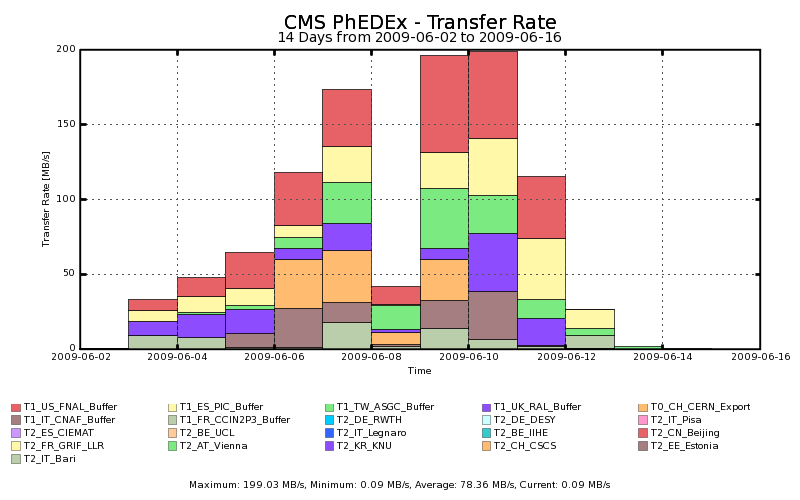 CMS PhEDEx - Transfer Rate
14 Days from 2009-06-02 to 2009-06-16
200
150
100
50
0
Transfer Rate [MB/s]
2009-06-02 2009-06-04 2009-06-06 2009-06-08 2009-06-10 2009-06-12 2009-06-14 2009-06-16
Time
T1_US_FNAL_Buffer T1_ES_PIC_Buffer T1_TW_ASGC_Buffer T1_UK_RAL_Buffer T0_CH_CERN_Export
T1_IT_CNAF_Buffer T1_FR_CCIN2P3_Buffer T2_DE_RWTH T2_DE_DESY T2_IT_Pisa
T2_ES_CIEMAT T2_BE_UCL T2_IT_Legnaro T2_BE_IIHE T2_CN_Beijing
T2_FR_GRIF_LLR T2_AT_Vienna T2_KR_KNU T2_CH_CSCS T2_EE_Estonia
T2_IT_Bari
Maximum: 199.03 MB/s, Minimum: 0.09 MB/s, Average: 78.36 MB/s, Current: 0.09 MB/s